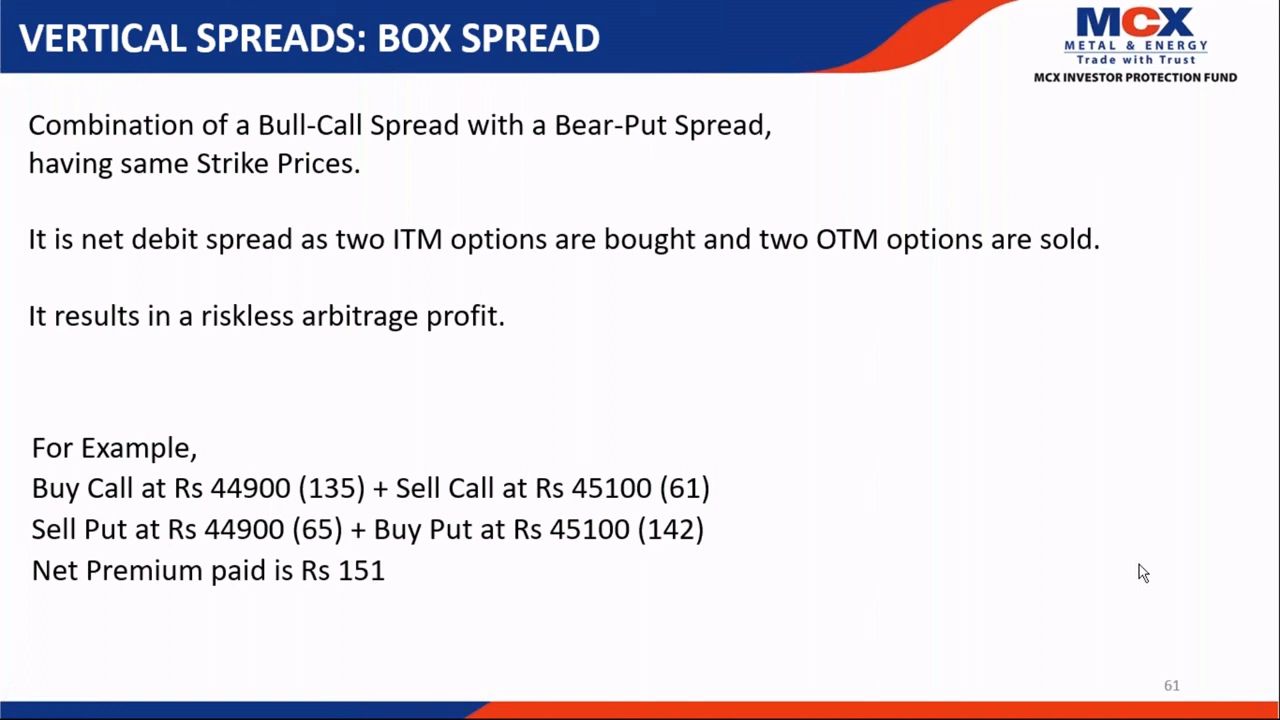 VERTICAL SPREADS: BOX SPREAD
MCX
METAL & ENERGY
Trade with Trust
MCX INVESTOR PROTECTION FUND
Combination of a Bull-Call Spread with a Bear-Put Spread,
having same Strike Prices.
It is net debit spread as two ITM options are bought and two OTM options are sold.
It results in a riskless arbitrage profit.
For Example,
Buy Call at Rs 44900 (135) + Sell Call at Rs 45100 (61)
Sell Put at Rs 44900 (65) + Buy Put at Rs 45100 (142)
Net Premium paid is Rs 151
61